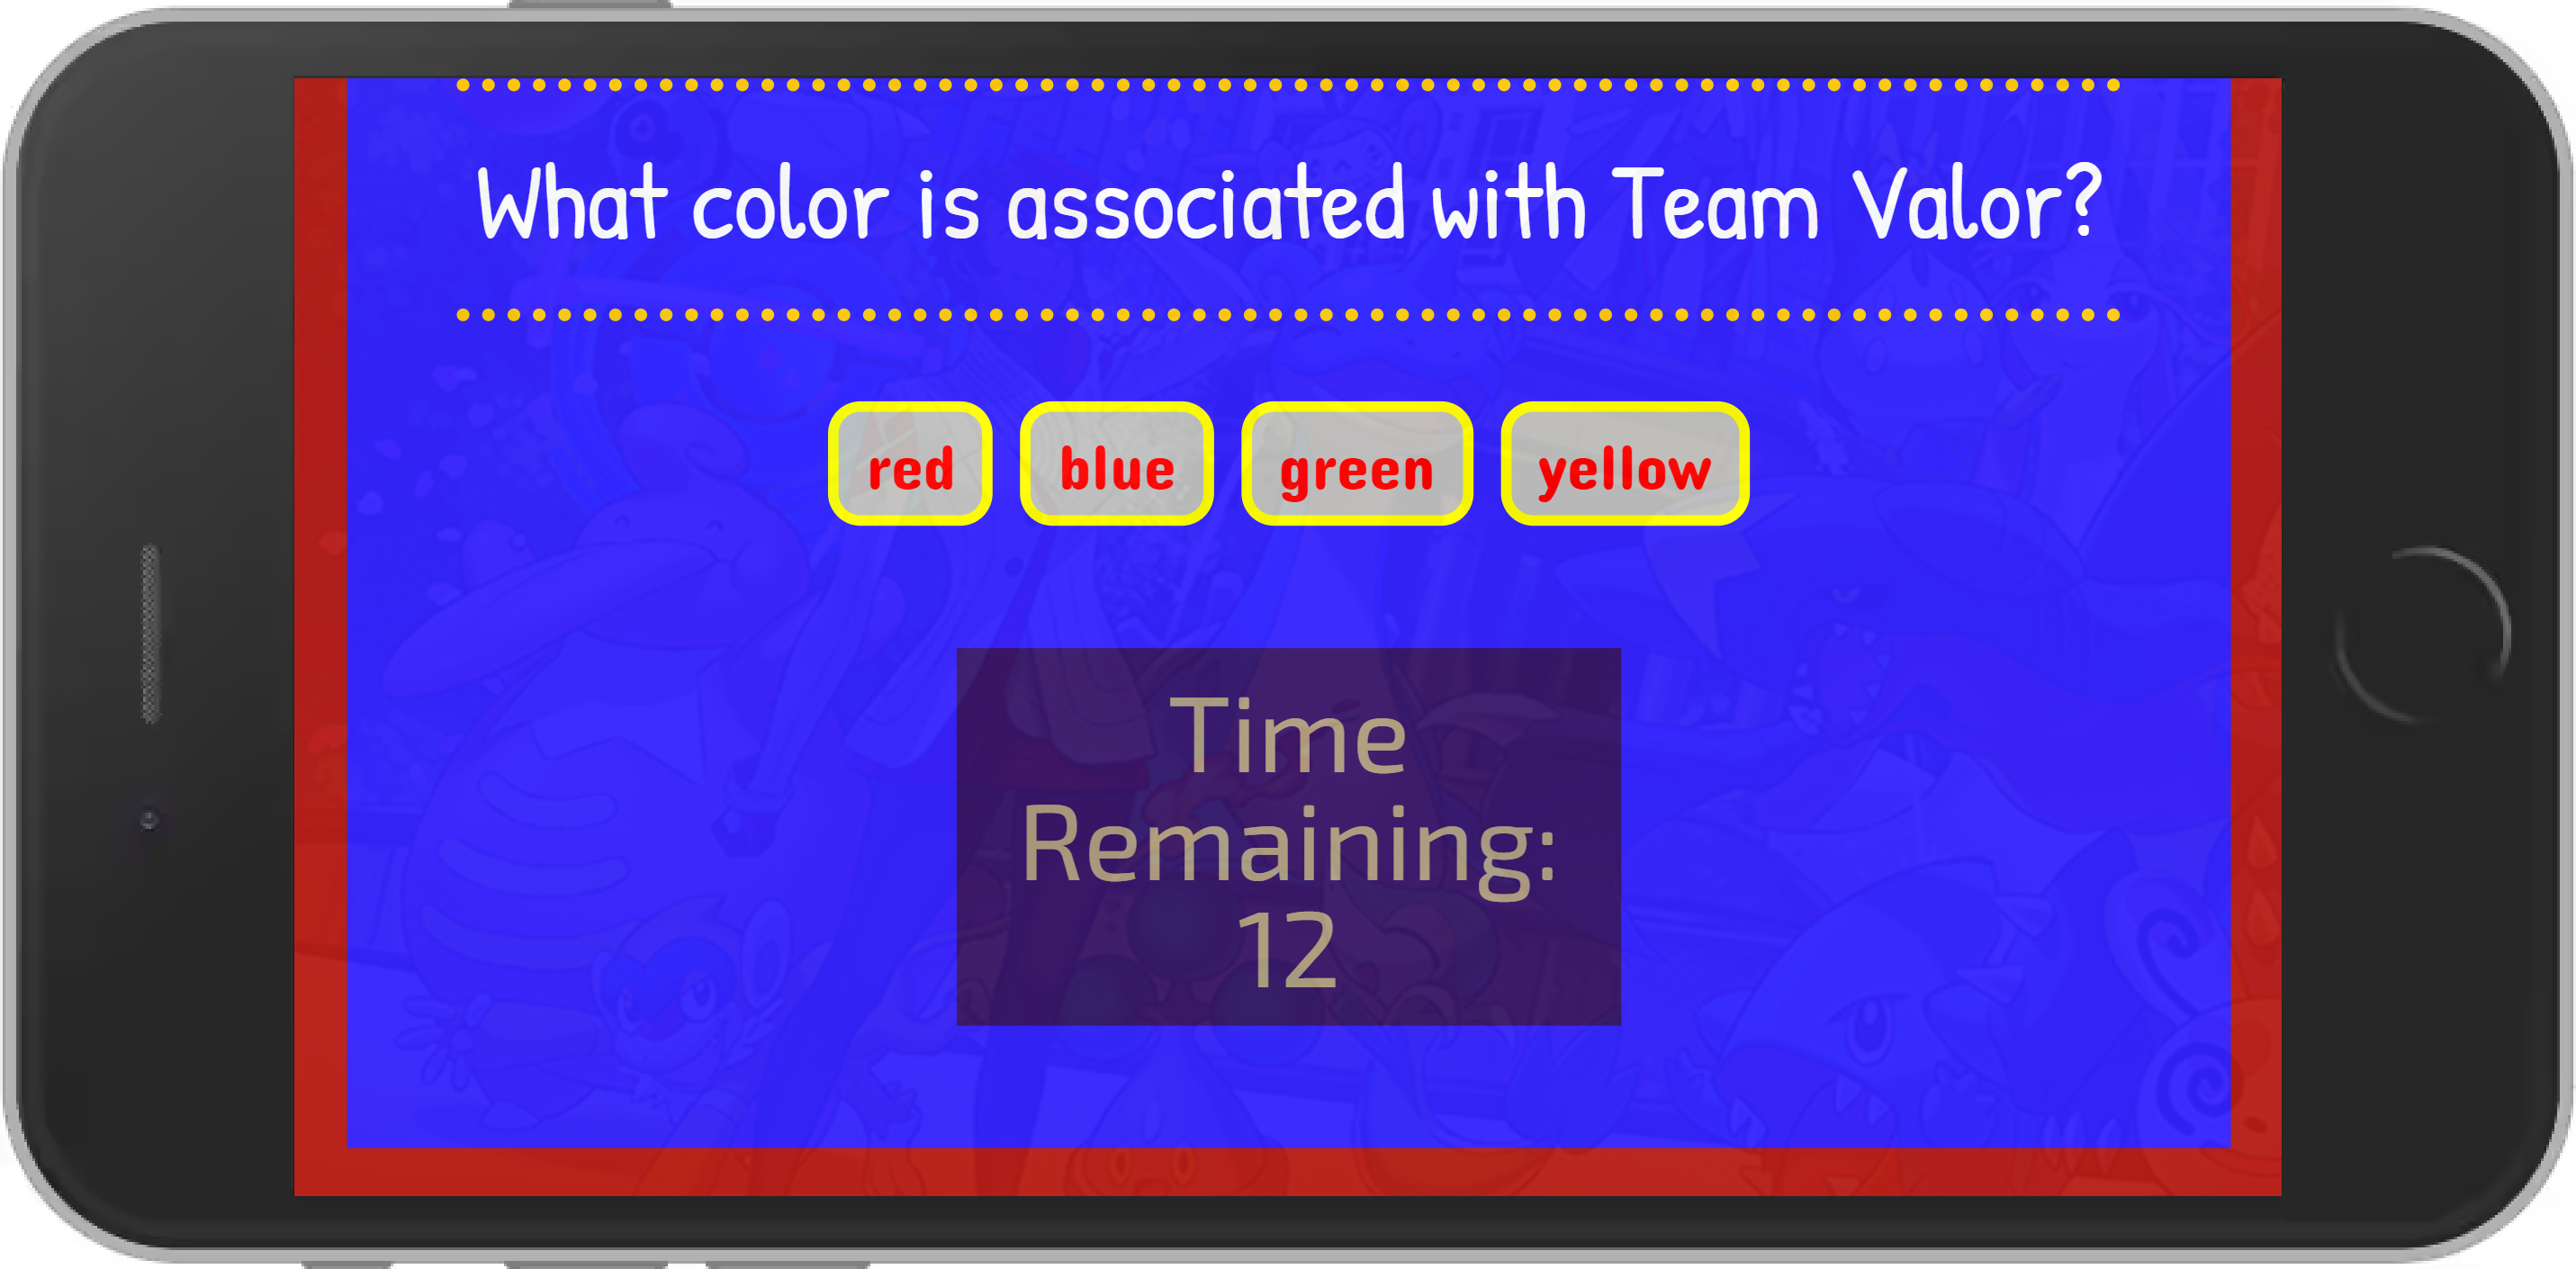 What color is associated with Team Valor?
red blue green yellow
Time
Remaining:
12